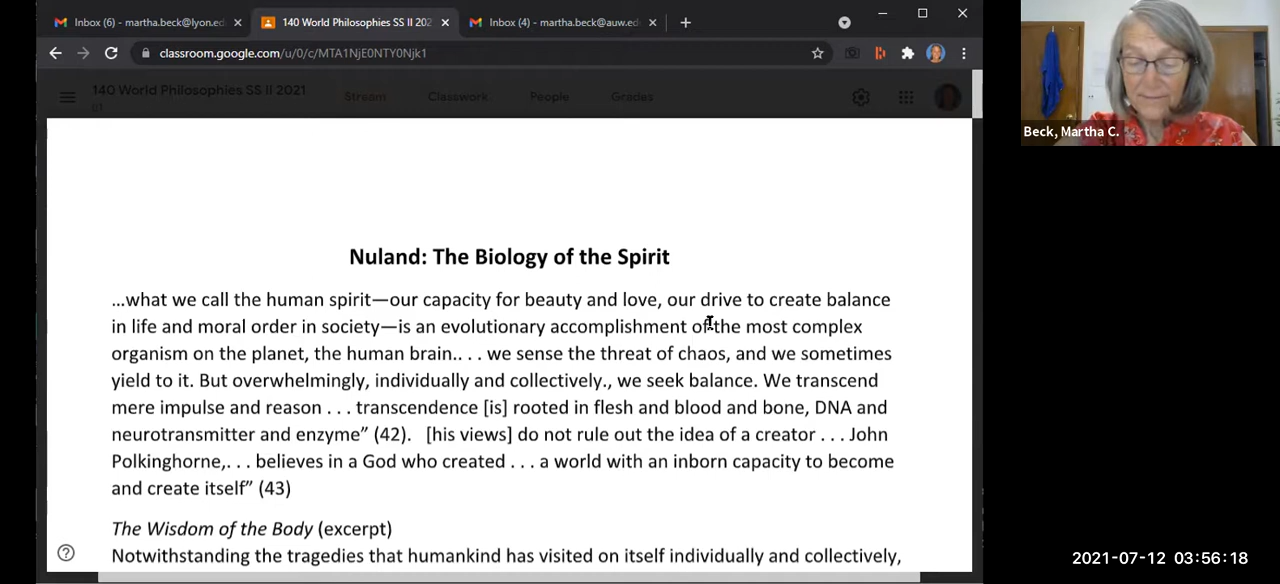 Inbox (6) - martha.beck@lyon.ed
140 World Philosophies SS II 202
Inbox (4) - martha.beck@auw.ed
classroom.google.com/u/0/c/MTA1NjE0NTY0Njk1
140 World Philosophies SS II 2021
Stream
Classwork
People
Grades
Beck, Martha C.
Nuland: The Biology of the Spirit
…what we call the human spirit—our capacity for beauty and love, our drive to create balance
in life and moral order in society—is an evolutionary accomplishment of the most complex
organism on the planet, the human brain.. . . we sense the threat of chaos, and we sometimes
yield to it. But overwhelmingly, individually and collectively., we seek balance. We transcend
mere impulse and reason . . . transcendence [is] rooted in flesh and blood and bone, DNA and
neurotransmitter and enzyme” (42). [his views] do not rule out the idea of a creator . . . John
Polkinghorne,. . . believes in a God who created . . . a world with an inborn capacity to become
and create itself” (43)
The Wisdom of the Body (excerpt)
Notwithstanding the tragedies that humankind has visited on itself individually and collectively,
2021-07-12 03:56:18